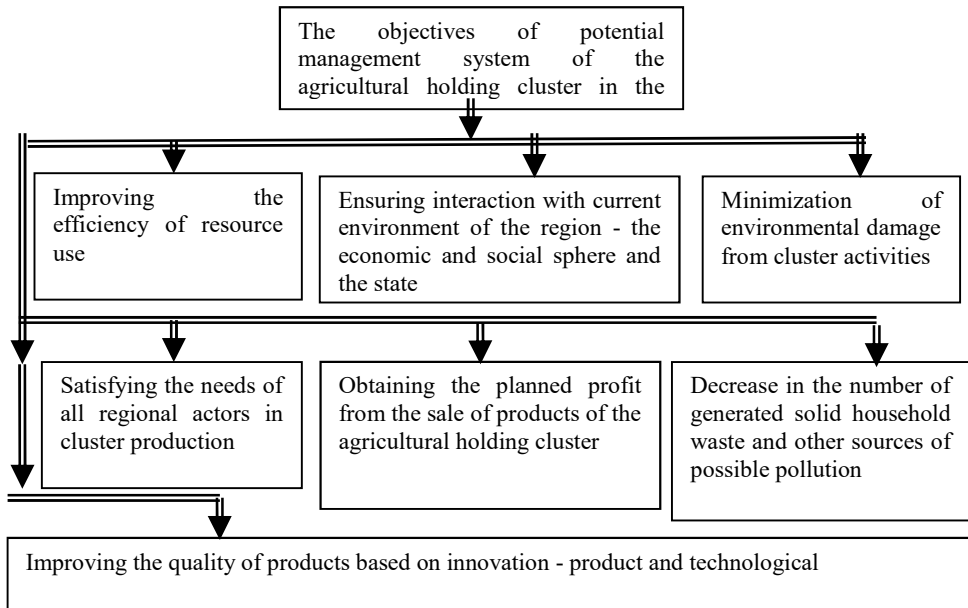 The objectives of potential
management system of the
agricultural holding cluster in the
Improving the
efficiency of resource
use
Ensuring interaction with current
environment of the region - the
economic and social sphere and
the state
Minimization of
environmental damage
from cluster activities
Satisfying the needs of
all regional actors in
cluster production
Obtaining the planned profit
from the sale of products of the
agricultural holding cluster
Decrease in the number of
generated solid household
waste and other sources of
possible pollution
Improving the quality of products based on innovation - product and technological